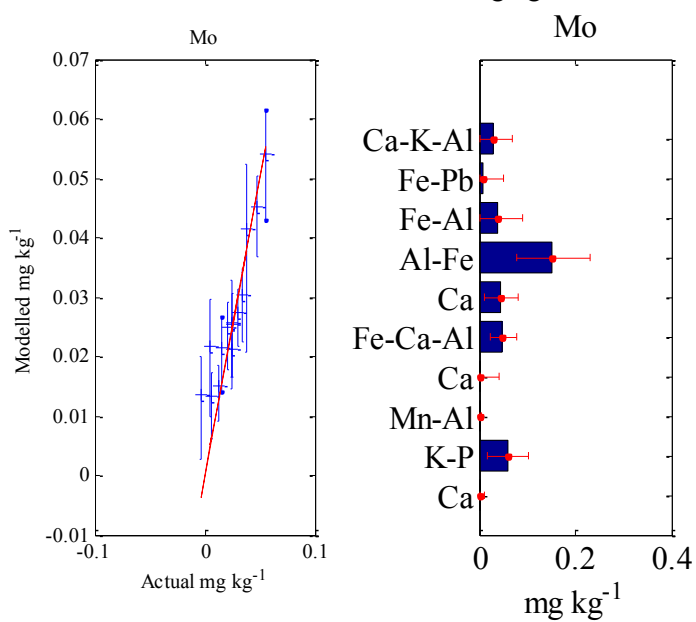 Mo
0.07
0.06
0.05
0.04
0.03
0.02
0.01
0
-0.01
-0.1
0
0.1
Modelled mg kg-1
Actual mg kg-1
Mo
Ca-K-Al
Fe-Pb
Fe-Al
Al-Fe
Ca
Fe-Ca-Al
Ca
Mn-Al
K-P
Ca
0
0.2
0.4
mg kg-1